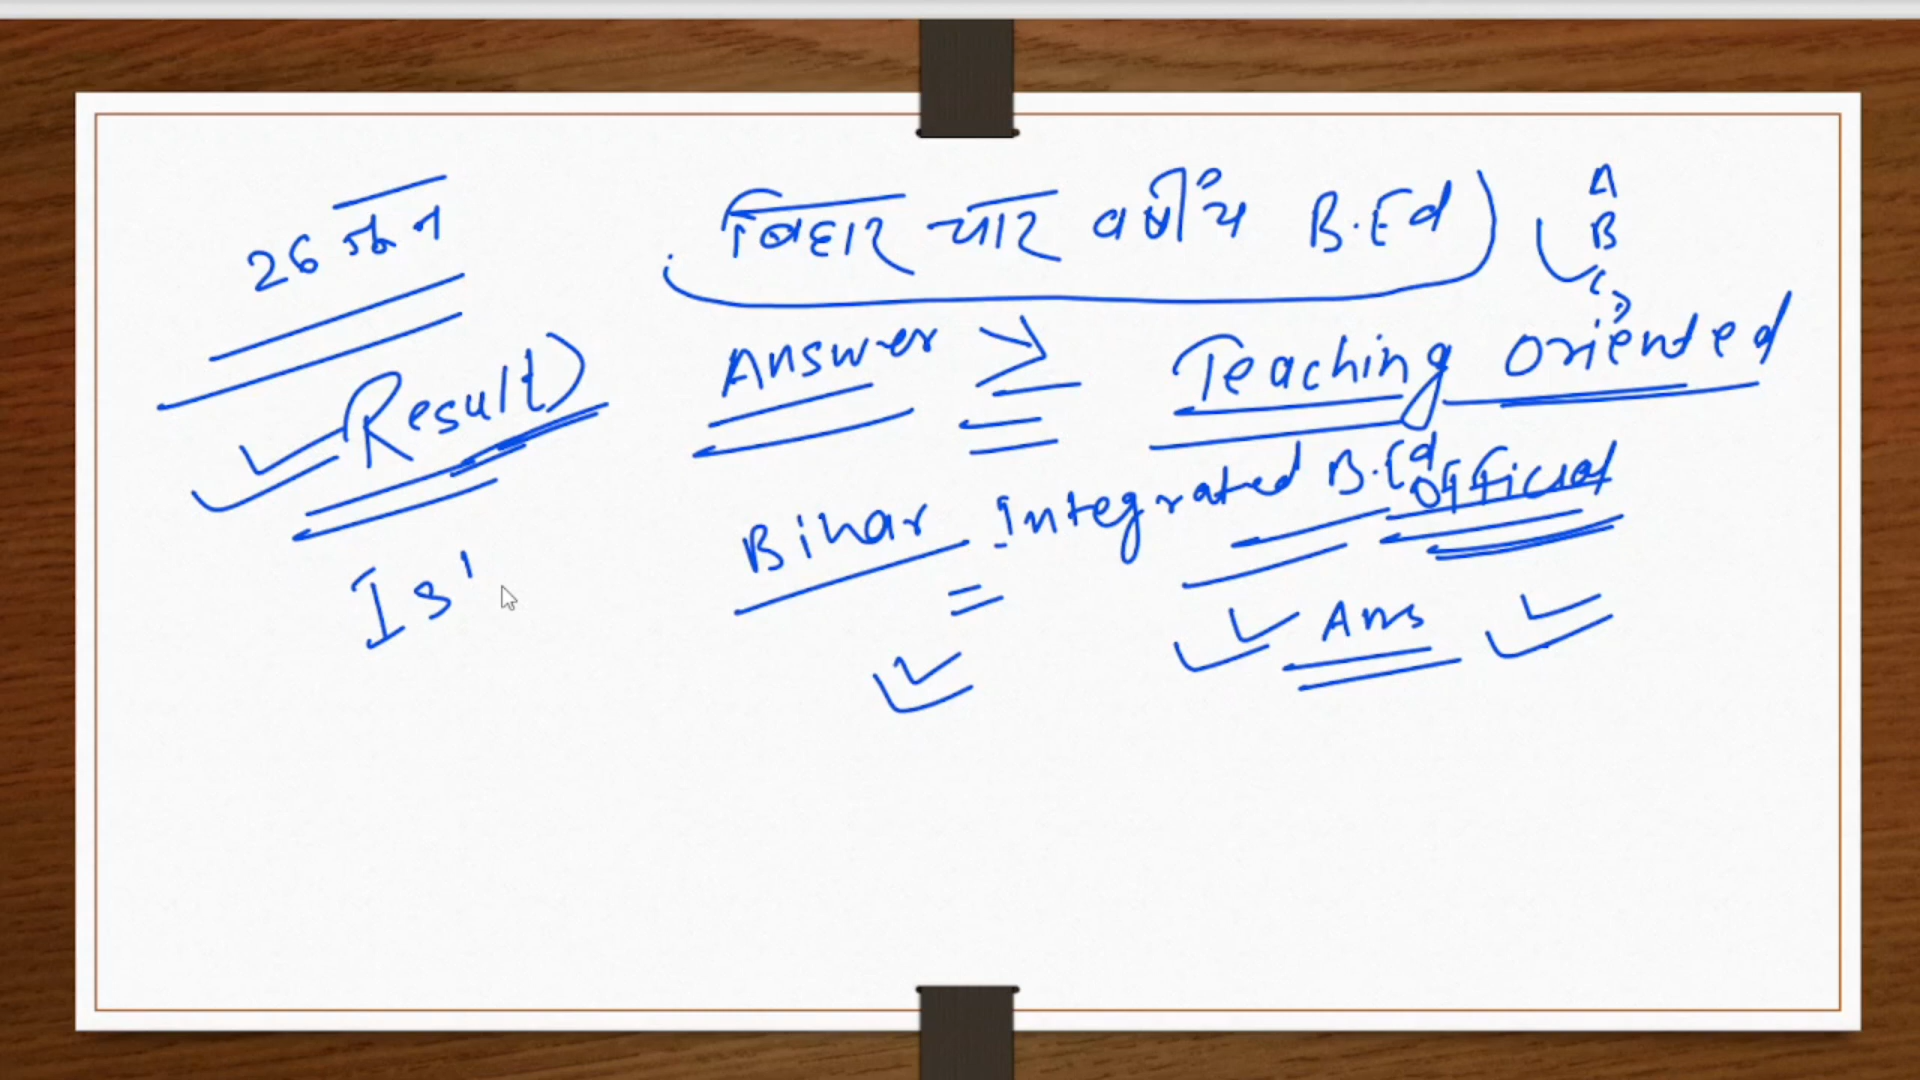 26 जून
Result)
Is'
बिहार चार वर्षीय B.Ed)
A
B
C
D
Answer > Teaching Oriented
Bihar Integrated B.Ed Official
Ans